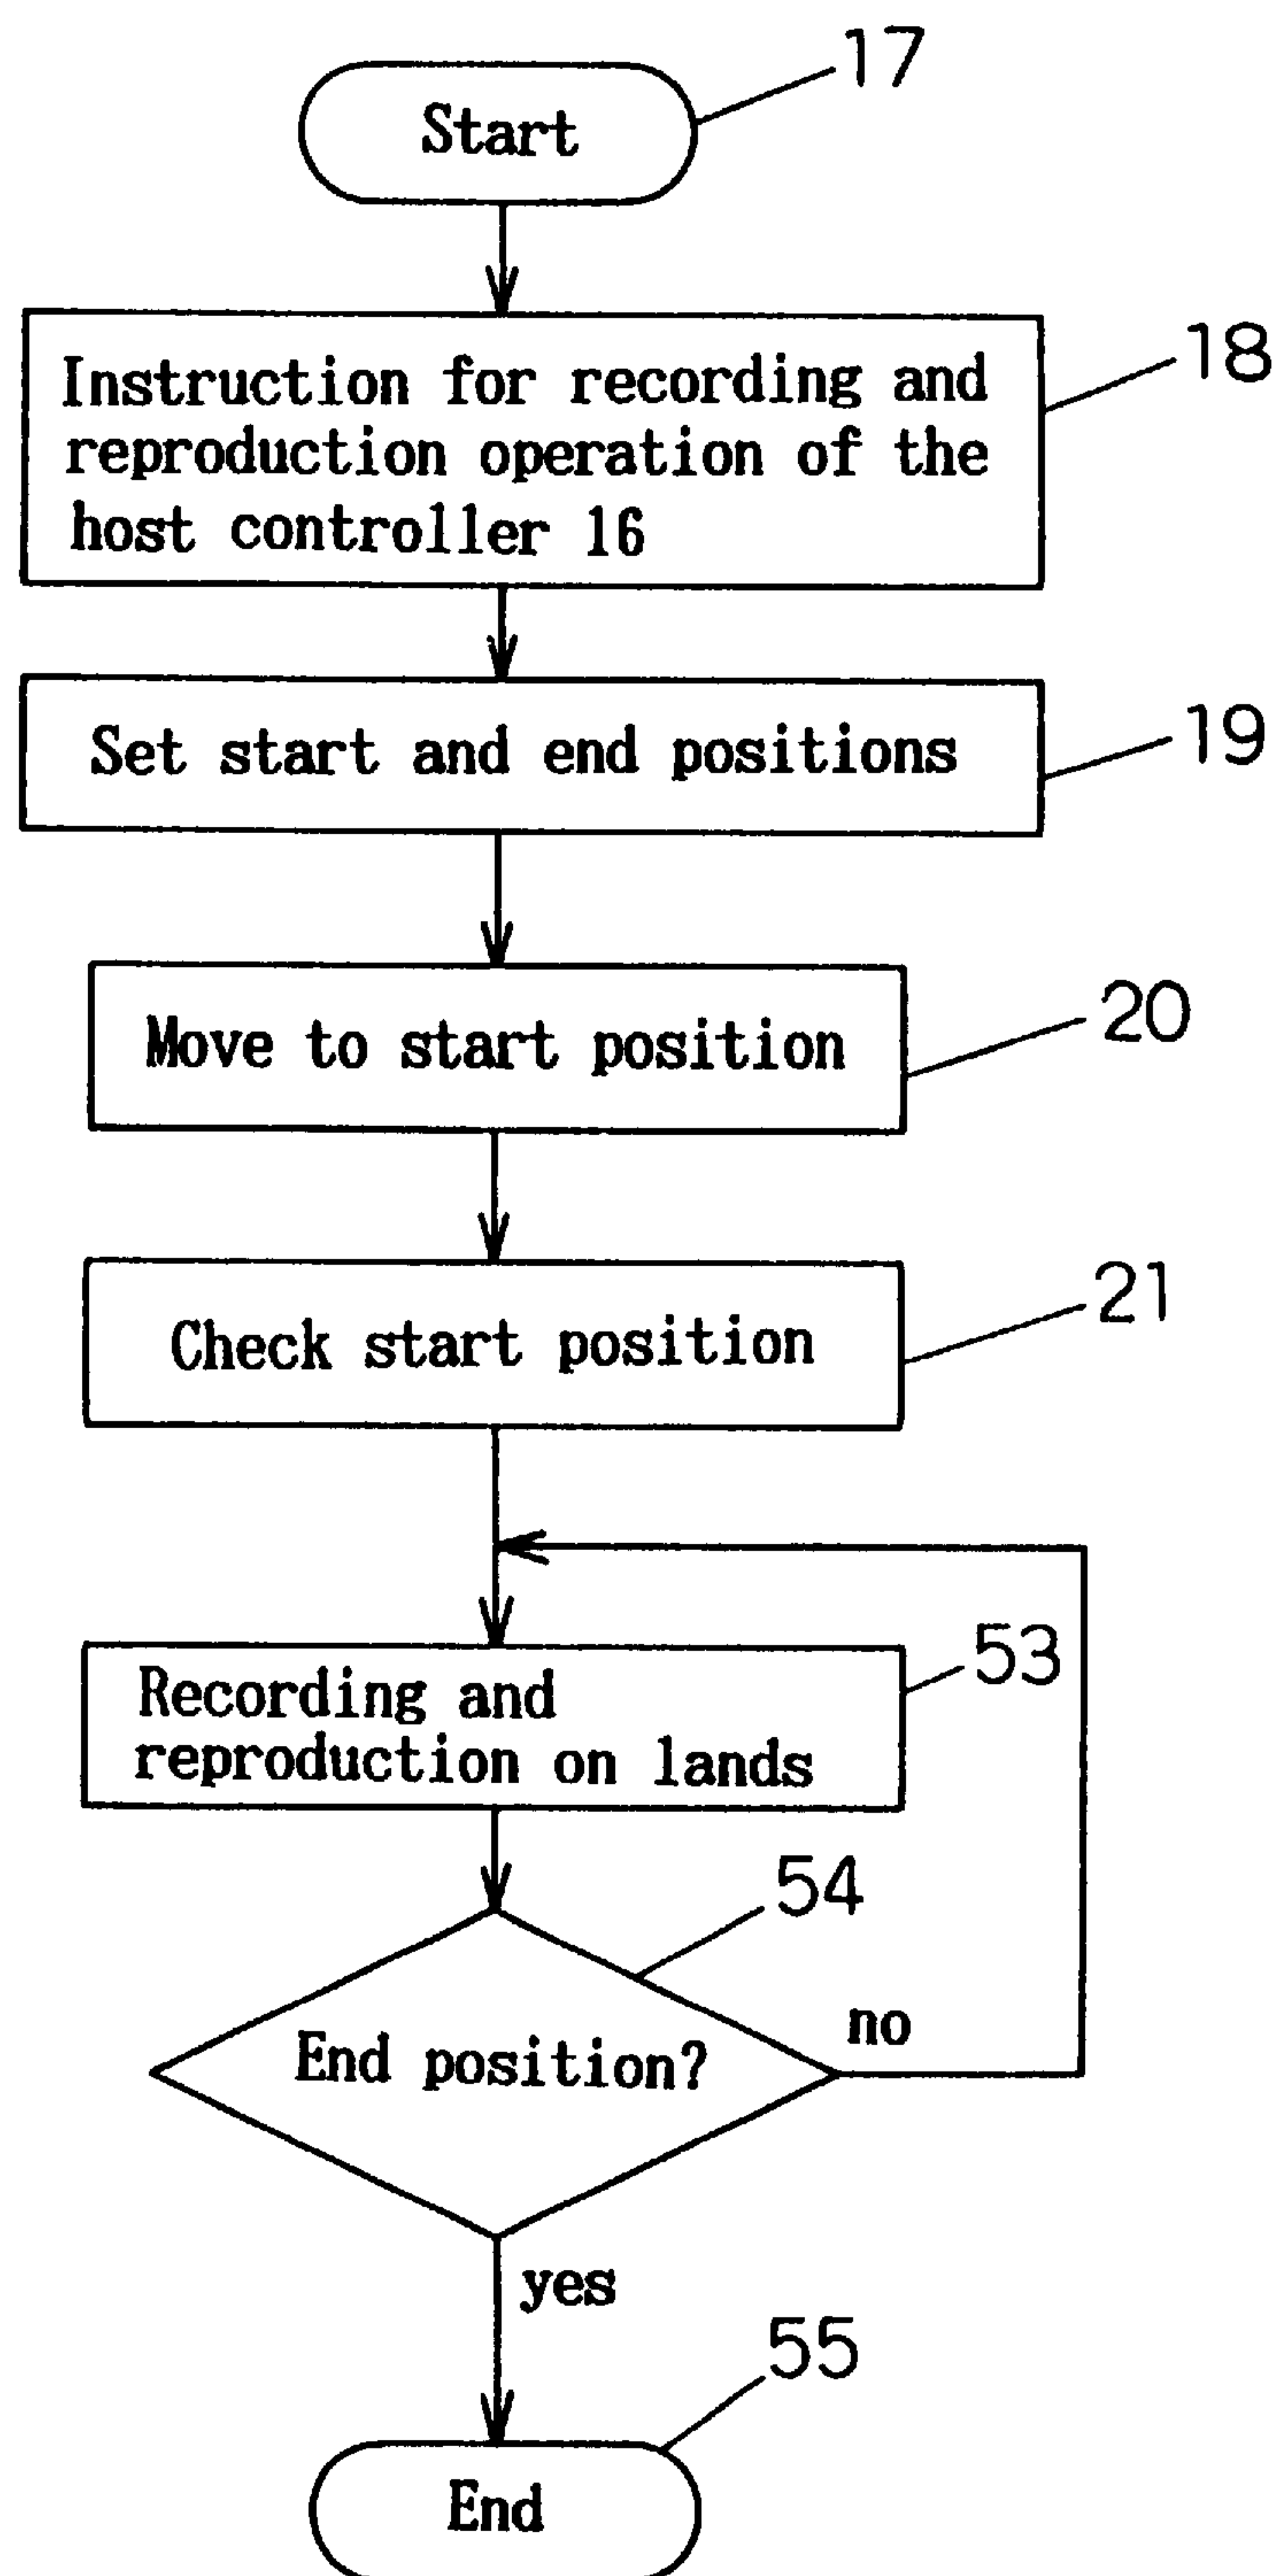 17
Start
18
Instruction for recording and
reproduction operation of the
host controller 16
19
Set start and end positions
20
Move to start position
21
Check start position
53
Recording and
reproduction on lands
54
no
End position?
yes
55
End